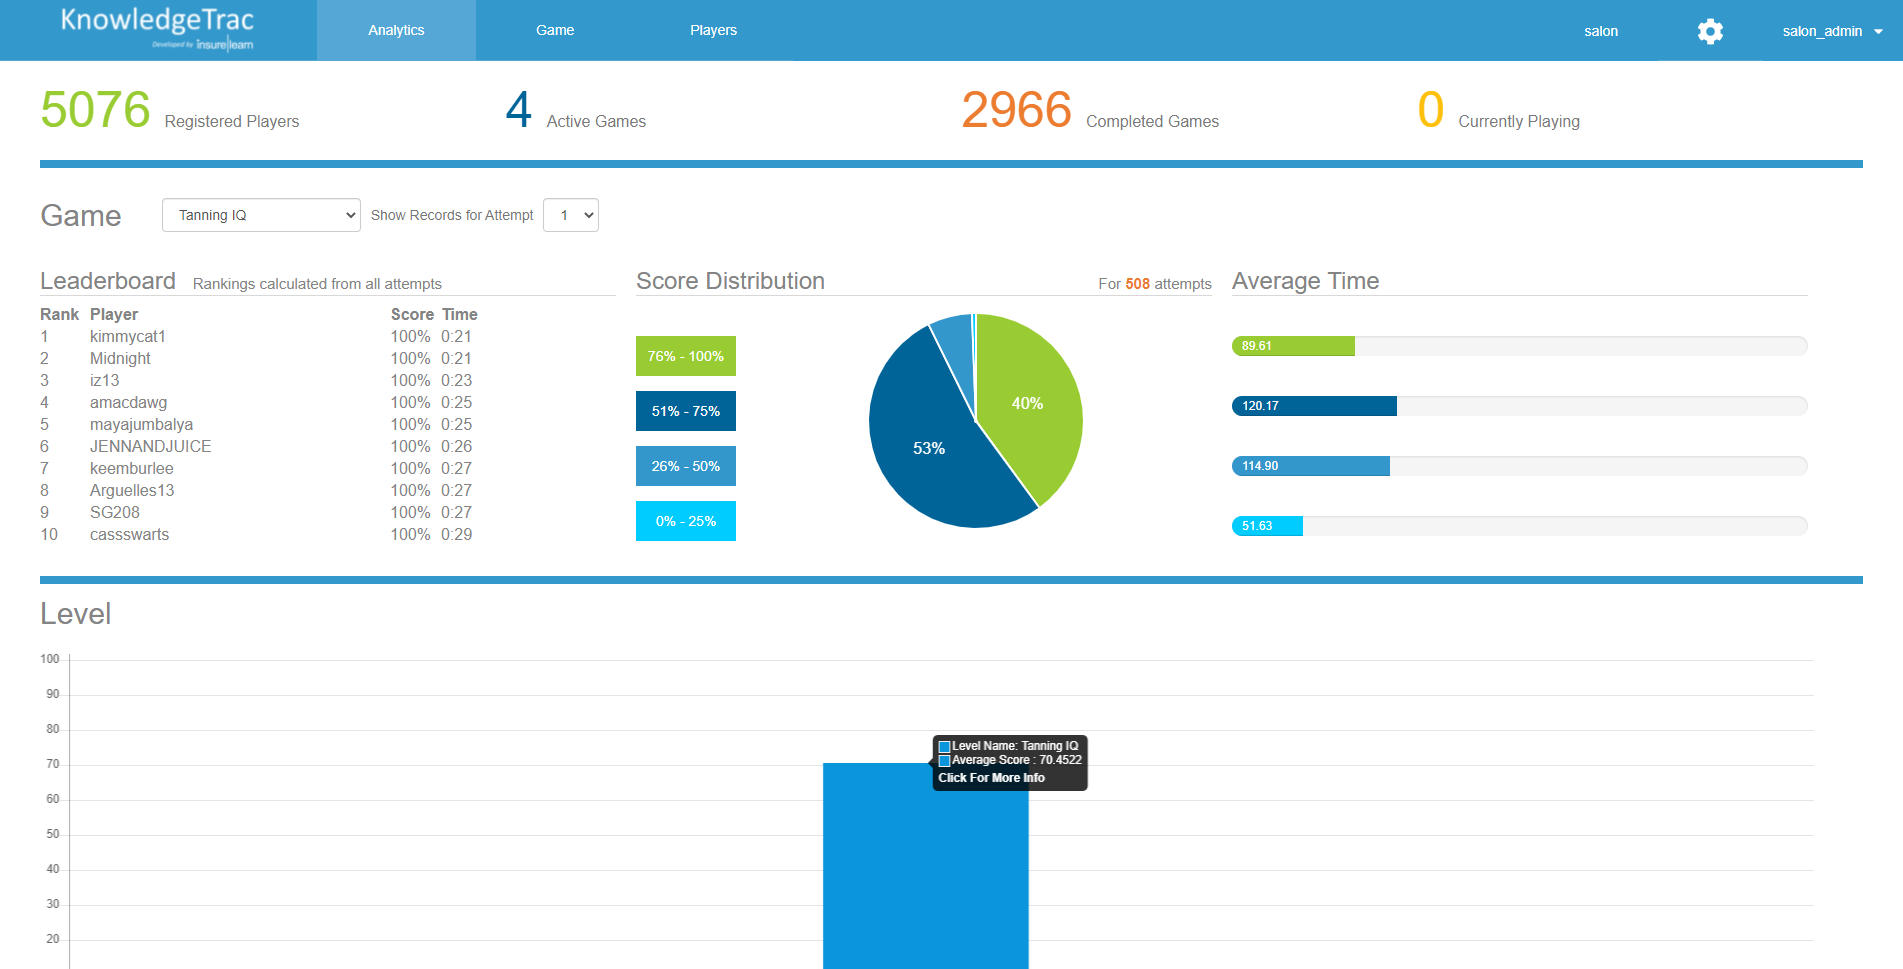 KnowledgeTrac
Developed by insure|learn
Analytics
Game
Players
salon
salon_admin
5076 Registered Players
4 Active Games
2966 Completed Games
0 Currently Playing
Game
Tanning IQ
Show Records for Attempt
1
Leaderboard Rankings calculated from all attempts
Rank Player Score Time
1 kimmycat1 100% 0:21
2 Midnight 100% 0:21
3 iz13 100% 0:23
4 amacdawg 100% 0:25
5 mayajumbalya 100% 0:25
6 JENNANDJUICE 100% 0:26
7 keemburlee 100% 0:27
8 Arguelles13 100% 0:27
9 SG208 100% 0:27
10 cassswarts 100% 0:29
Score Distribution
For 508 attempts
76% - 100%
51% - 75%
26% - 50%
0% - 25%
40%
53%
Average Time
89.61
120.17
114.90
51.63
Level
100
90
80
70
60
50
40
30
20
Level Name: Tanning IQ
Average Score : 70.4522
Click For More Info